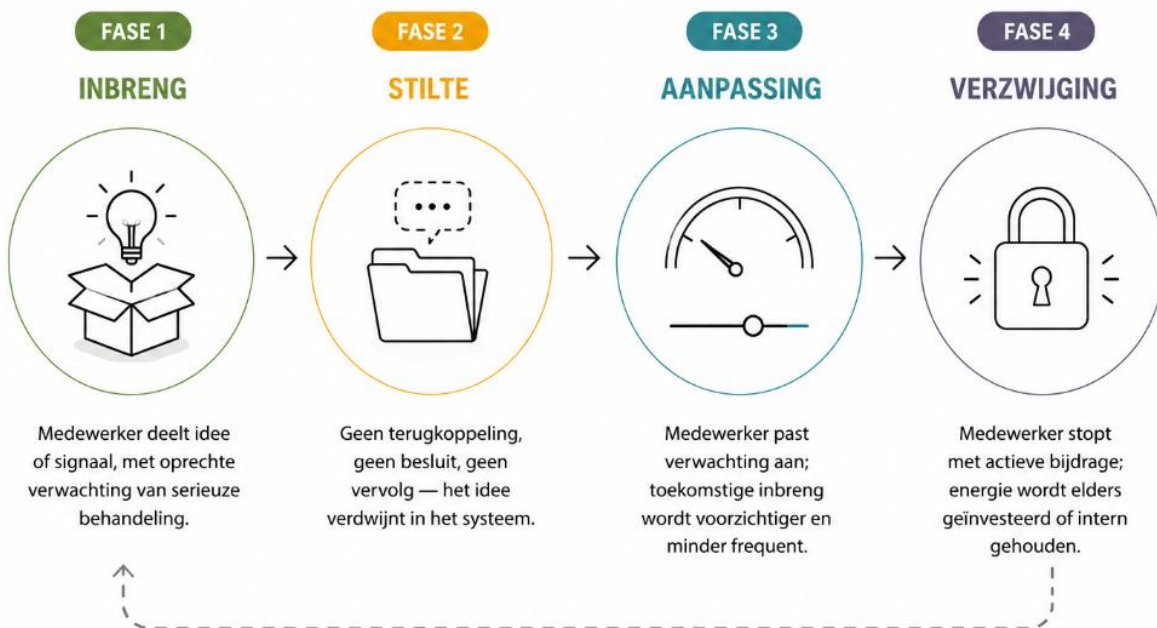 FASE 1
INBRENG
Medewerker deelt idee
of signaal, met oprechte
verwachting van serieuze
behandeling.
FASE 2
STILTE
Geen terugkoppeling,
geen besluit, geen
vervolg — het idee
verdwijnt in het systeem.
FASE 3
AANPASSING
Medewerker past
verwachting aan;
toekomstige inbreng
wordt voorzichtiger en
minder frequent.
FASE 4
VERZWIJGING
Medewerker stopt
met actieve bijdrage;
energie wordt elders
geïnvesteerd of intern
gehouden.